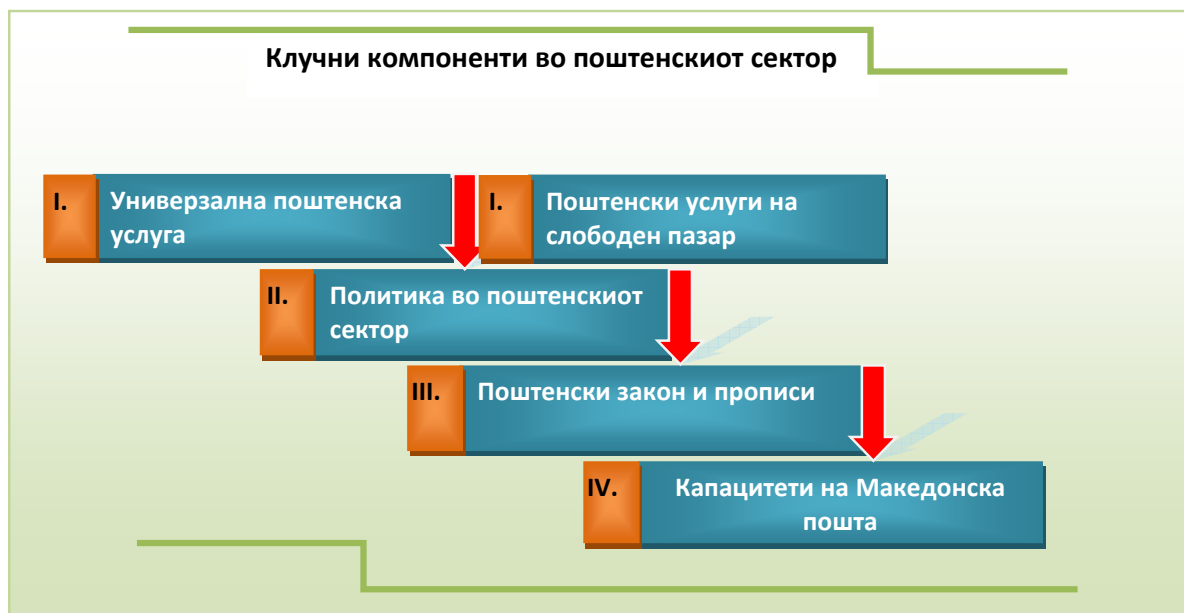 Клучни компоненти во поштенскиот сектор
I.
Универзална поштенска
услуга
I.
Поштенски услуги на
слободен пазар
II.
Политика во поштенскиот
сектор
III.
Поштенски закон и прописи
IV.
Капацитети на Македонска
пошта